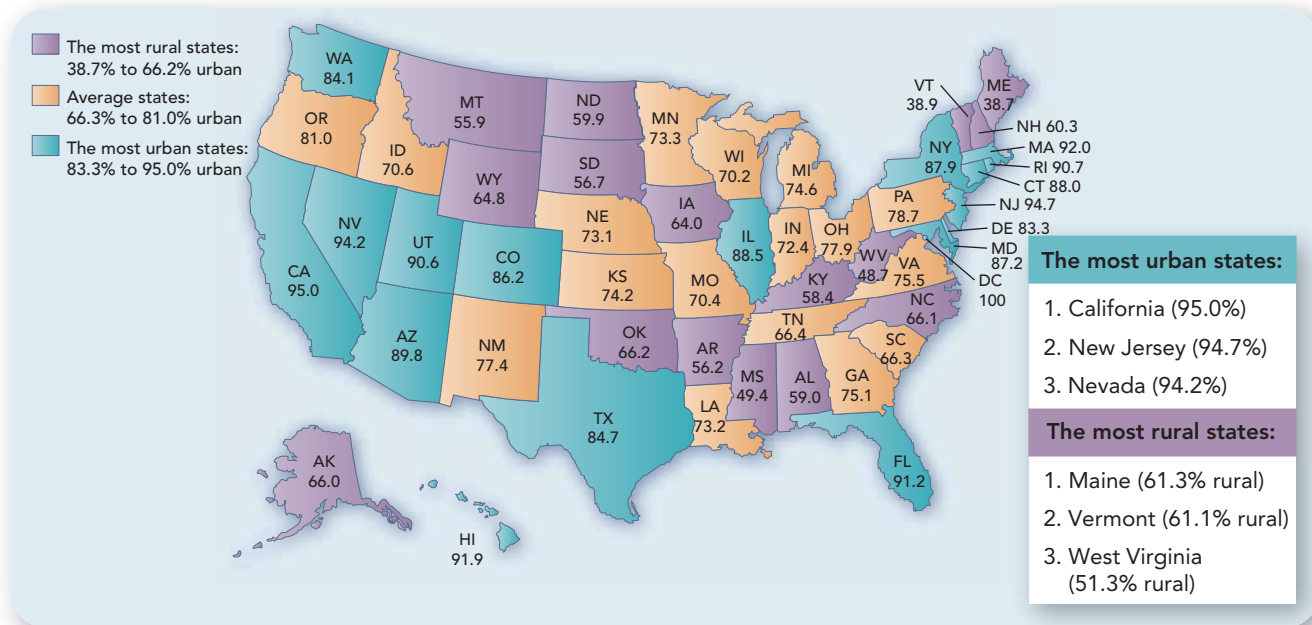 The most rural states:
38.7% to 66.2% urban
Average states:
66.3% to 81.0% urban
The most urban states:
83.3% to 95.0% urban
WA
84.1
OR
81.0
ID
70.6
MT
55.9
WY
64.8
ND
59.9
SD
56.7
NE
73.1
KS
74.2
MN
73.3
IA
64.0
MO
70.4
WI
70.2
IL
88.5
MI
74.6
IN
72.4
OH
77.9
KY
58.4
WV
48.7
VA
75.5
PA
78.7
NY
87.9
VT
38.9
ME
38.7
NH 60.3
MA 92.0
RI 90.7
CT 88.0
NJ 94.7
DE 83.3
MD
87.2
DC
100
CA
95.0
NV
94.2
UT
90.6
CO
86.2
AZ
89.8
NM
77.4
OK
66.2
TX
84.7
AR
56.2
LA
73.2
MS
49.4
AL
59.0
TN
66.4
NC
66.1
SC
66.3
GA
75.1
FL
91.2
AK
66.0
HI
91.9
The most urban states:
1. California (95.0%)
2. New Jersey (94.7%)
3. Nevada (94.2%)
The most rural states:
1. Maine (61.3% rural)
2. Vermont (61.1% rural)
3. West Virginia
(51.3% rural)